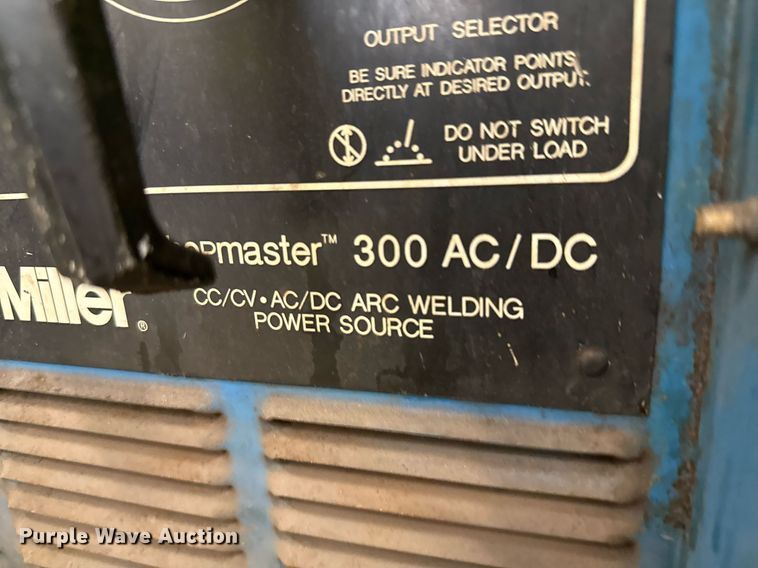 OUTPUT SELECTOR
BE SURE INDICATOR POINTS
DIRECTLY AT DESIRED OUTPUT.
DO NOT SWITCH
UNDER LOAD
300 AC/DC
Miller®
CC/CV • AC/DC ARC WELDING
POWER SOURCE
Purple Wave Auction